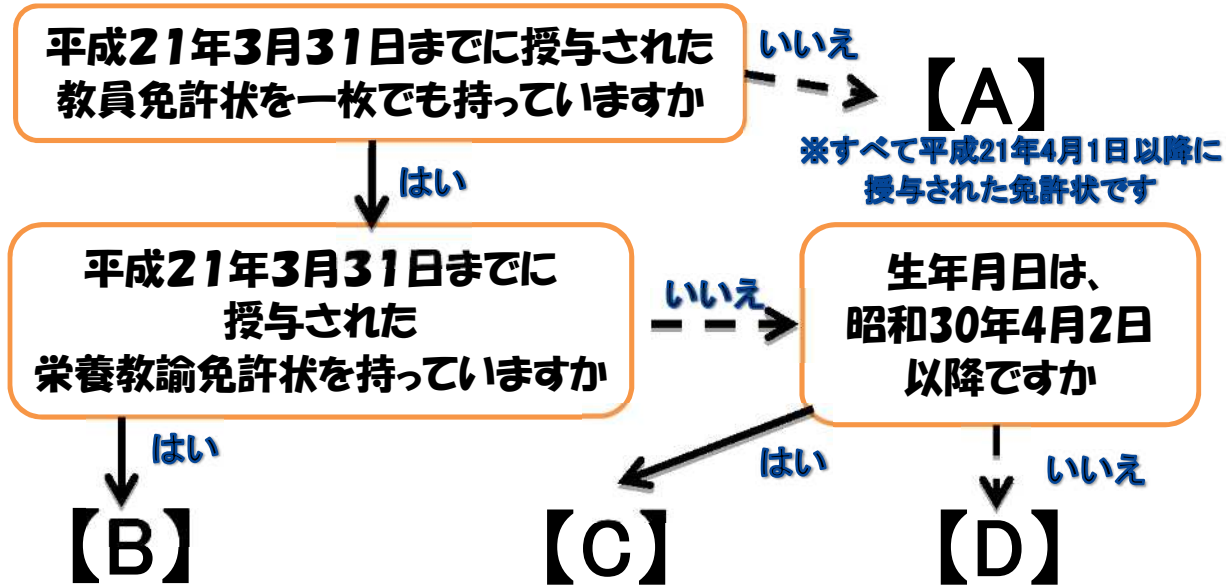 平成21年3月31日までに授与された
教員免許状を一枚でも持っていますか
いいえ
【A】
※すべて平成21年4月1日以降に
授与された免許状です
はい
平成21年3月31日までに
授与された
栄養教諭免許状を持っていますか
いいえ
生年月日は、
昭和30年4月2日
以降ですか
はい
はい
いいえ
【B】
【C】
【D】